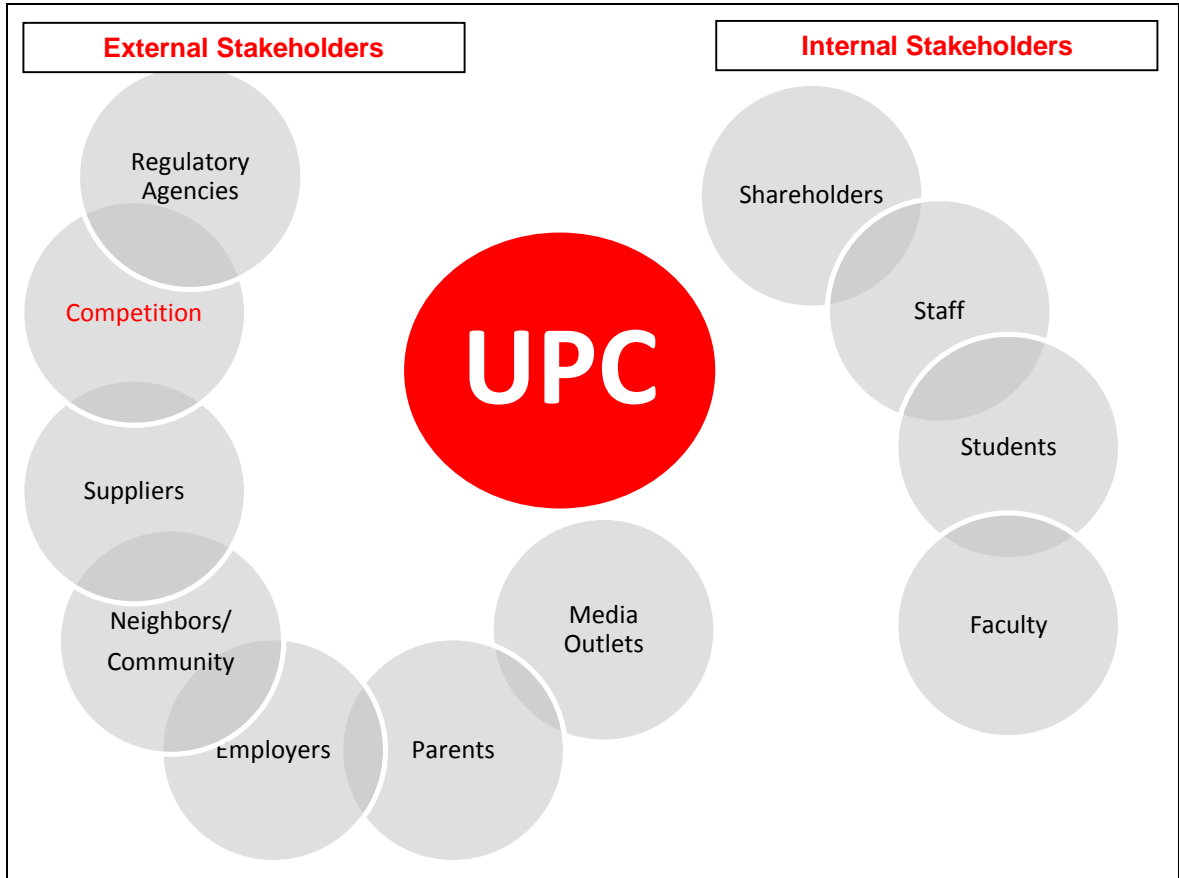 External Stakeholders
Internal Stakeholders
Regulatory
Agencies
Competition
Suppliers
Neighbors/
Community
Employers
Parents
Media
Outlets
UPC
Shareholders
Staff
Students
Faculty